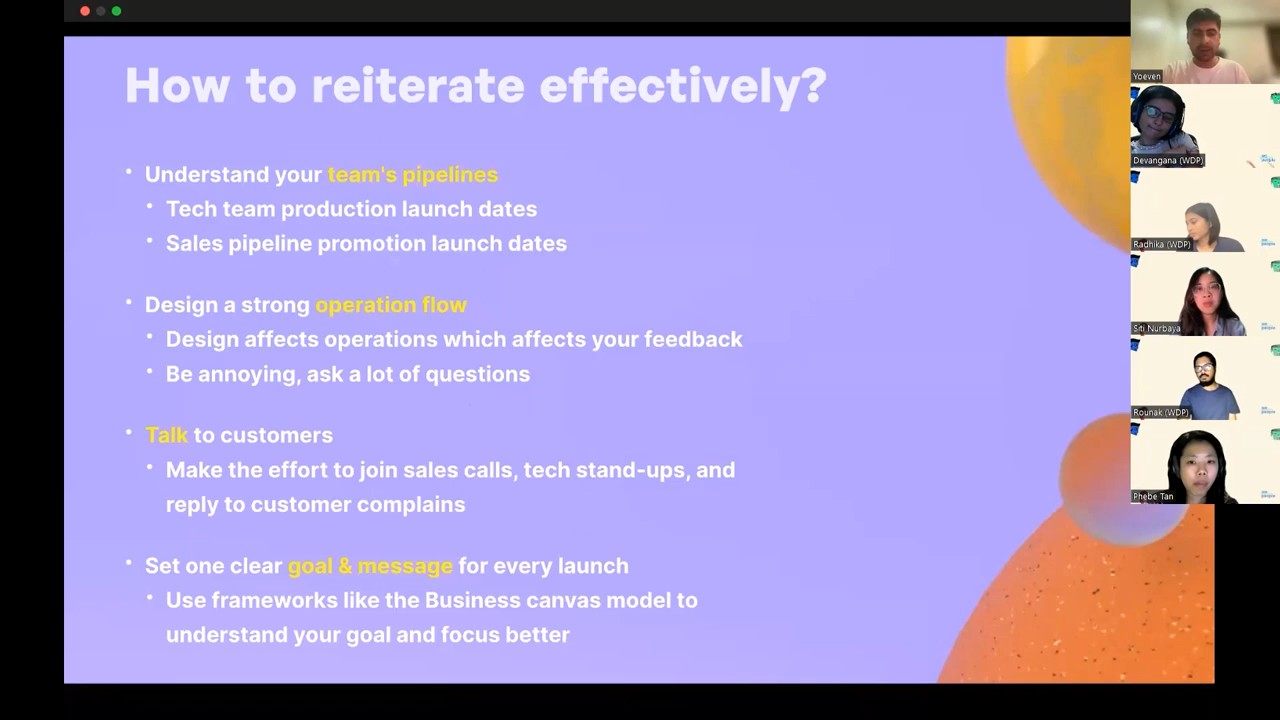 How to reiterate effectively?
• Understand your team's pipelines
• Tech team production launch dates
• Sales pipeline promotion launch dates
• Design a strong operation flow
• Design affects operations which affects your feedback
• Be annoying, ask a lot of questions
• Talk to customers
• Make the effort to join sales calls, tech stand-ups, and
reply to customer complains
• Set one clear goal & message for every launch
• Use frameworks like the Business canvas model to
understand your goal and focus better
Yoeven
Devangana (WDP)
Radhika (WDP)
Siti Nurbaya
Rounak (WDP)
Phebe Tan